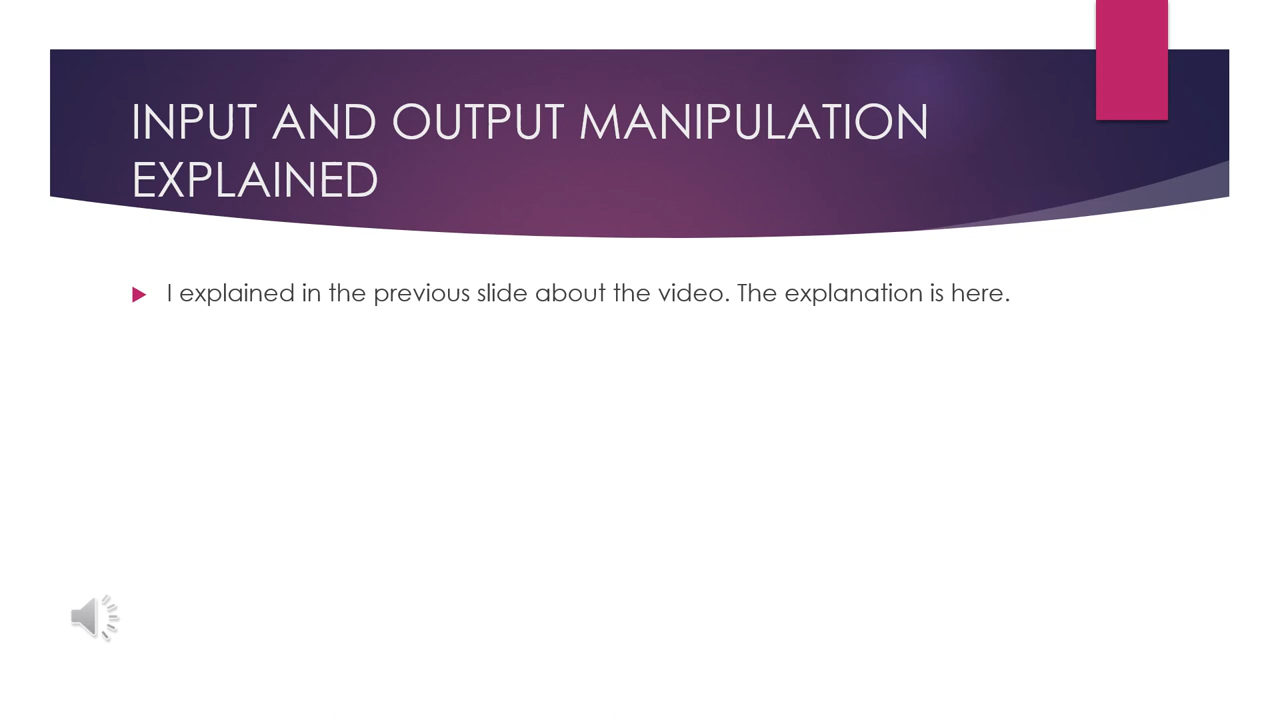 INPUT AND OUTPUT MANIPULATION
EXPLAINED
I explained in the previous slide about the video. The explanation is here.